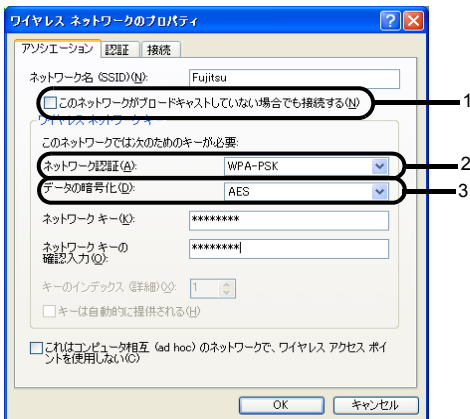 ワイヤレス ネットワークのプロパティ
アソシエーション 認証 接続
ネットワーク名 (SSID)(N): Fujitsu
このネットワークがブロードキャストしていない場合でも接続する(N) 1
ワイヤレス ネットワーク キー
このネットワークでは次のためのキーが必要:
ネットワーク認証(A): WPA-PSK 2
データの暗号化(D): AES 3
ネットワーク キー(K): ********
ネットワーク キーの
確認入力(O): ********
キーのインデックス (詳細)(X): 1
キーは自動的に提供される(H)
これはコンピュータ相互 (ad hoc) のネットワークで、ワイヤレス アクセス ポイ
ントを使用しない(C)
OK キャンセル